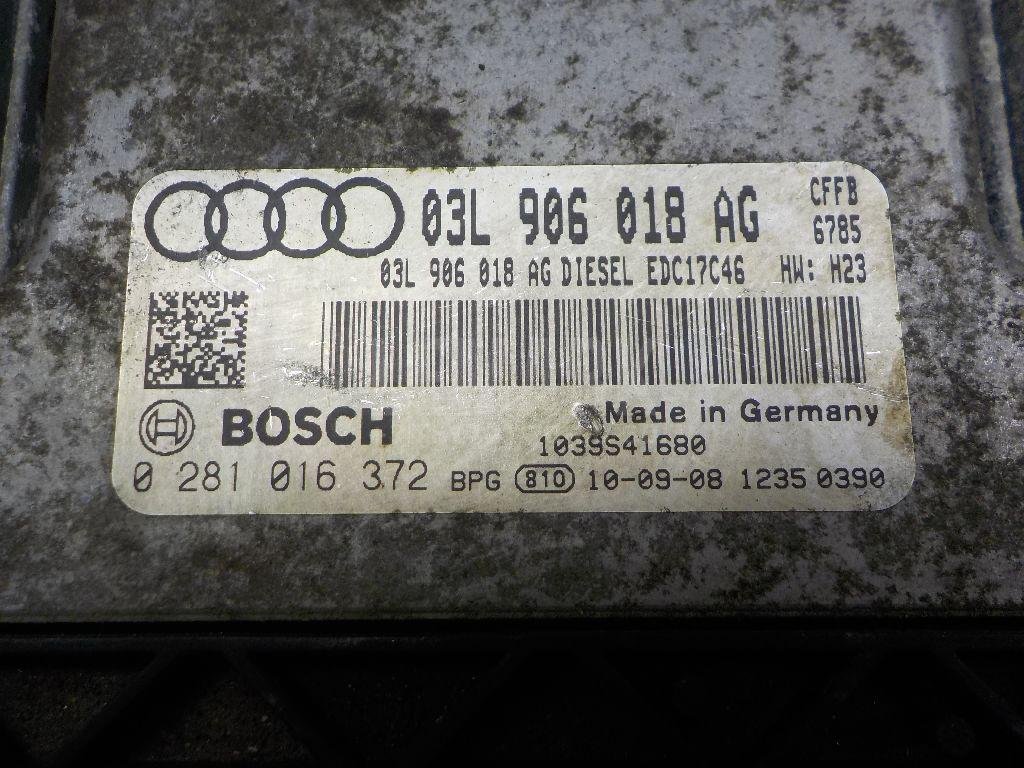 03L 906 018 AG CFFB
6785
03L 906 018 AG DIESEL EDC17C46 HW: H23
BOSCH
Made in Germany
1039S41680
0 281 016 372 BPG 810 10-09-08 1235 0390